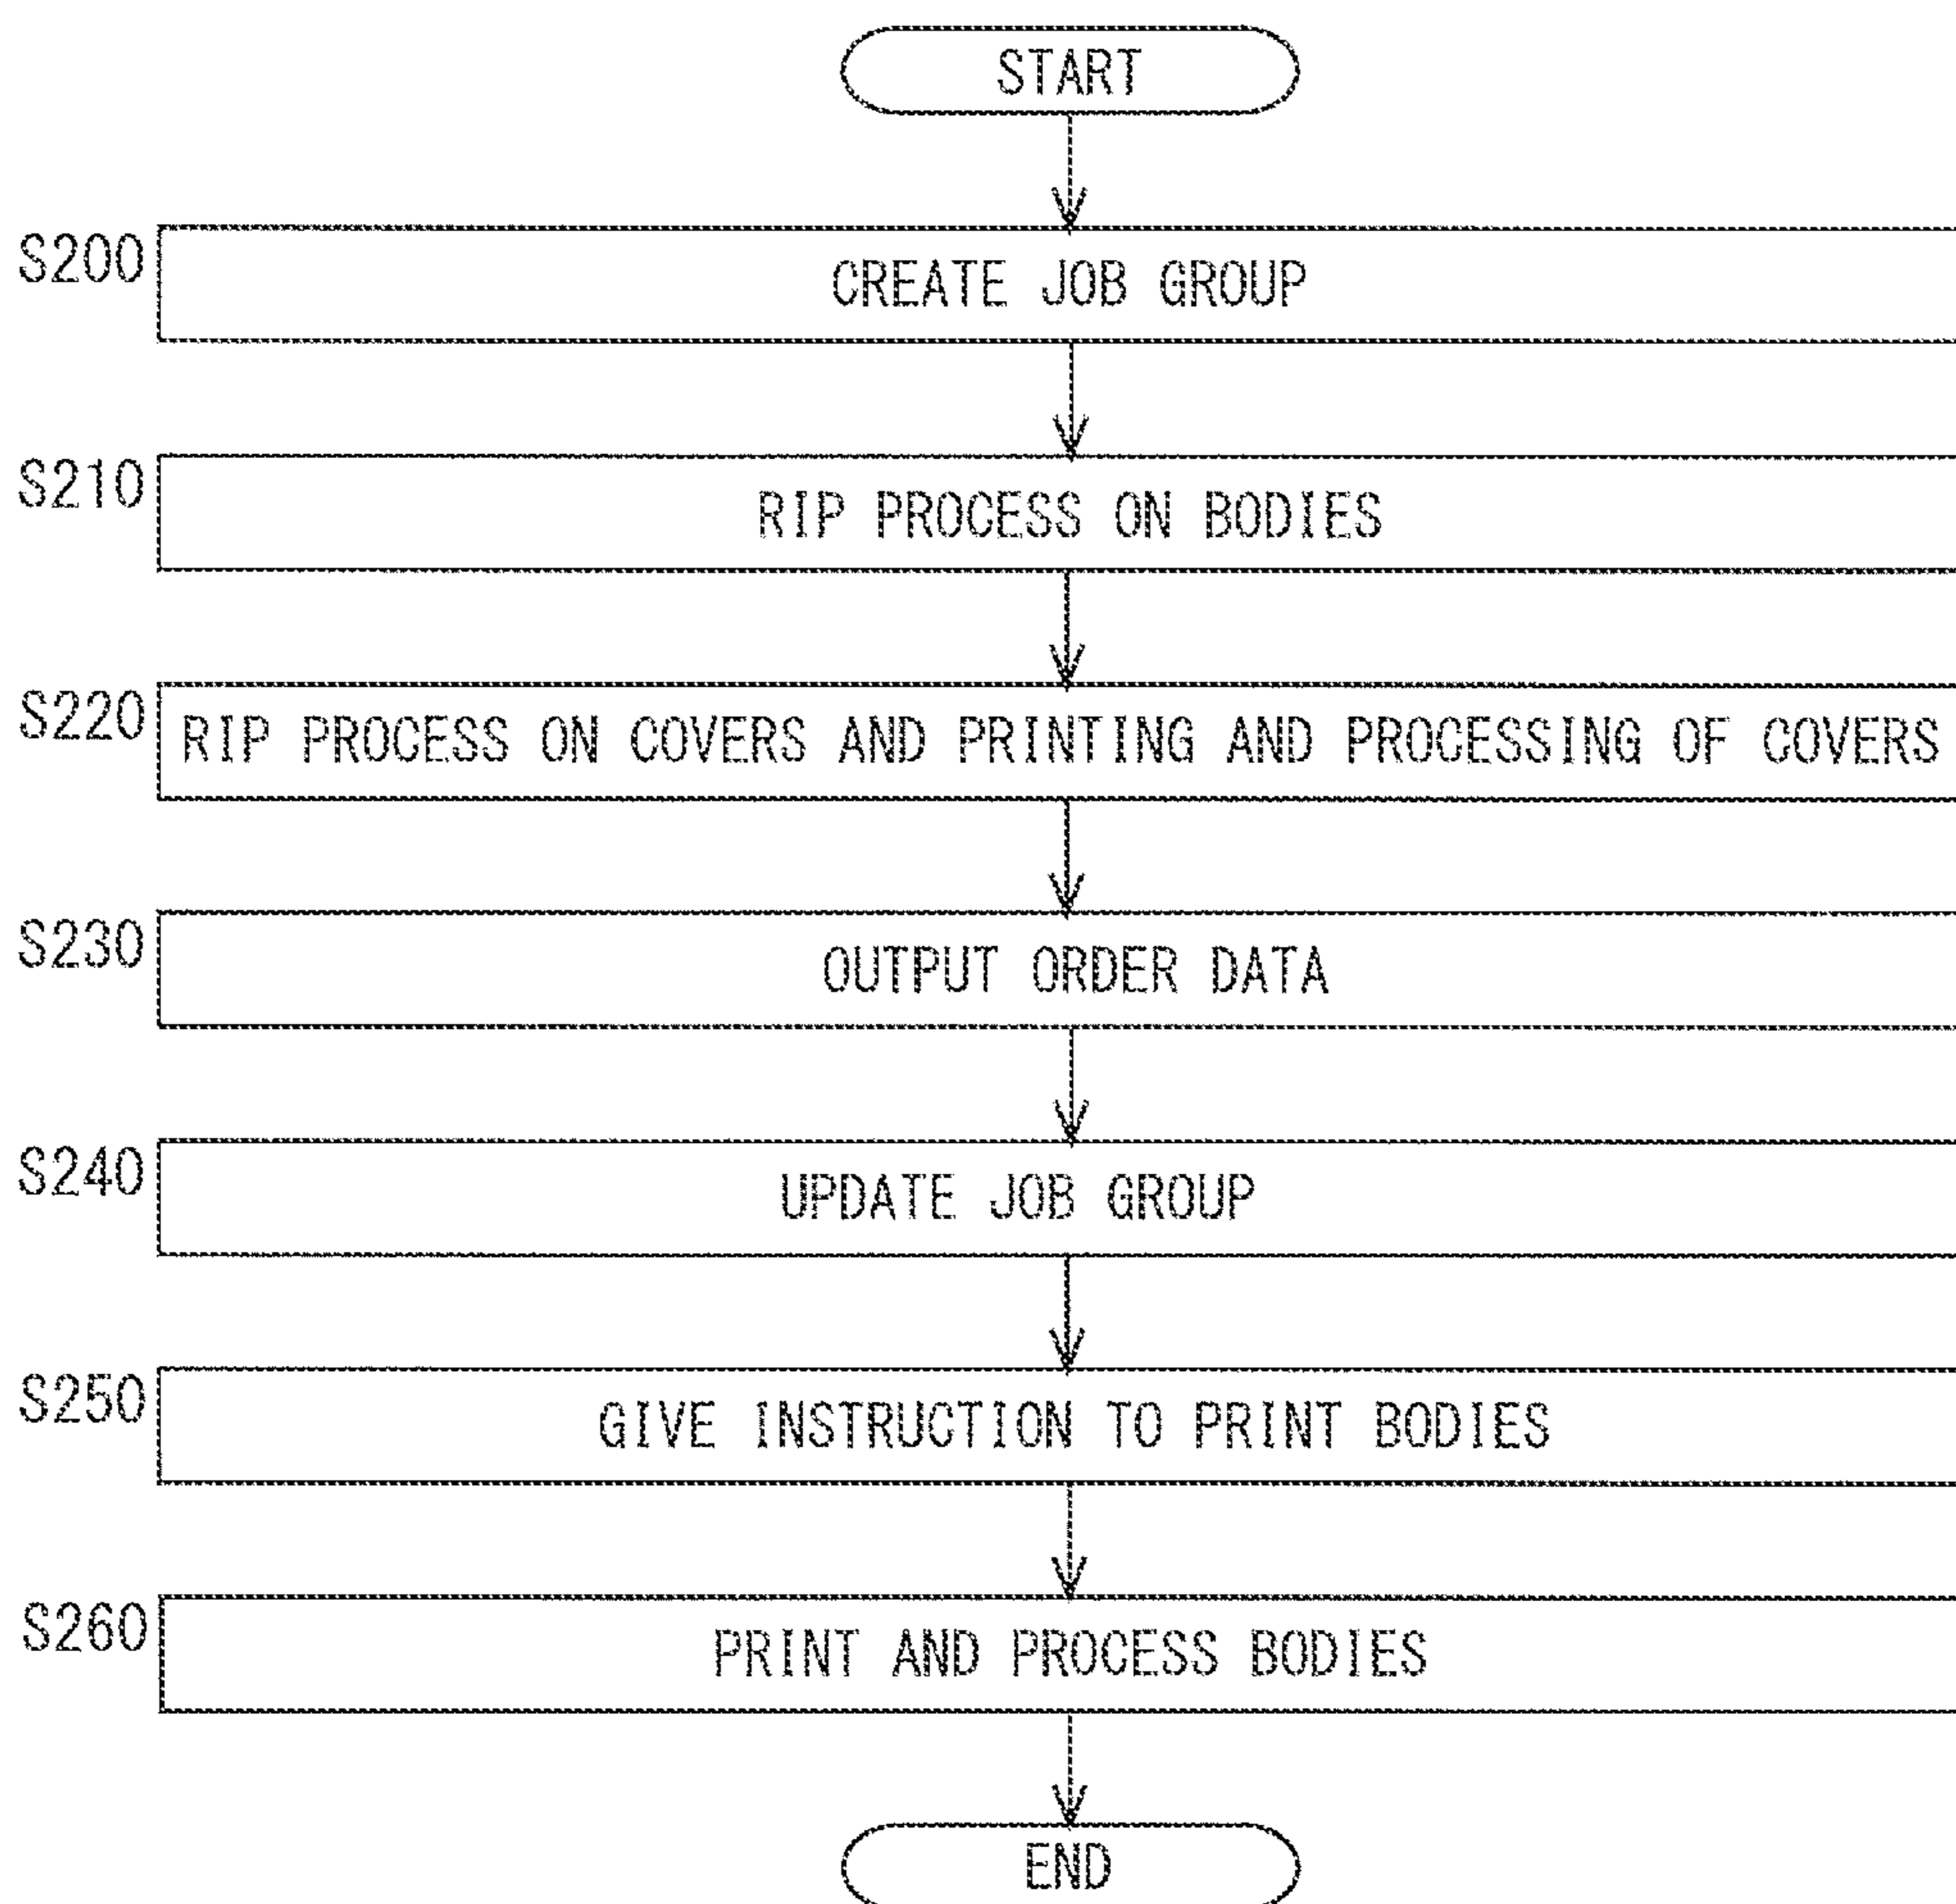 START
S200
CREATE JOB GROUP
S210
RIP PROCESS ON BODIES
S220
RIP PROCESS ON COVERS AND PRINTING AND PROCESSING OF COVERS
S230
OUTPUT ORDER DATA
S240
UPDATE JOB GROUP
S250
GIVE INSTRUCTION TO PRINT BODIES
S260
PRINT AND PROCESS BODIES
END